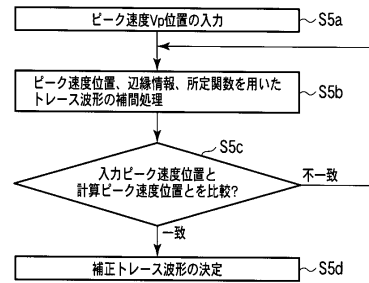 ピーク速度Vp位置の入力
S5a
ピーク速度位置、辺縁情報、所定関数を用いた
トレース波形の補間処理
S5b
S5c
入力ピーク速度位置と
計算ピーク速度位置とを比較?
不一致
一致
補正トレース波形の決定
S5d